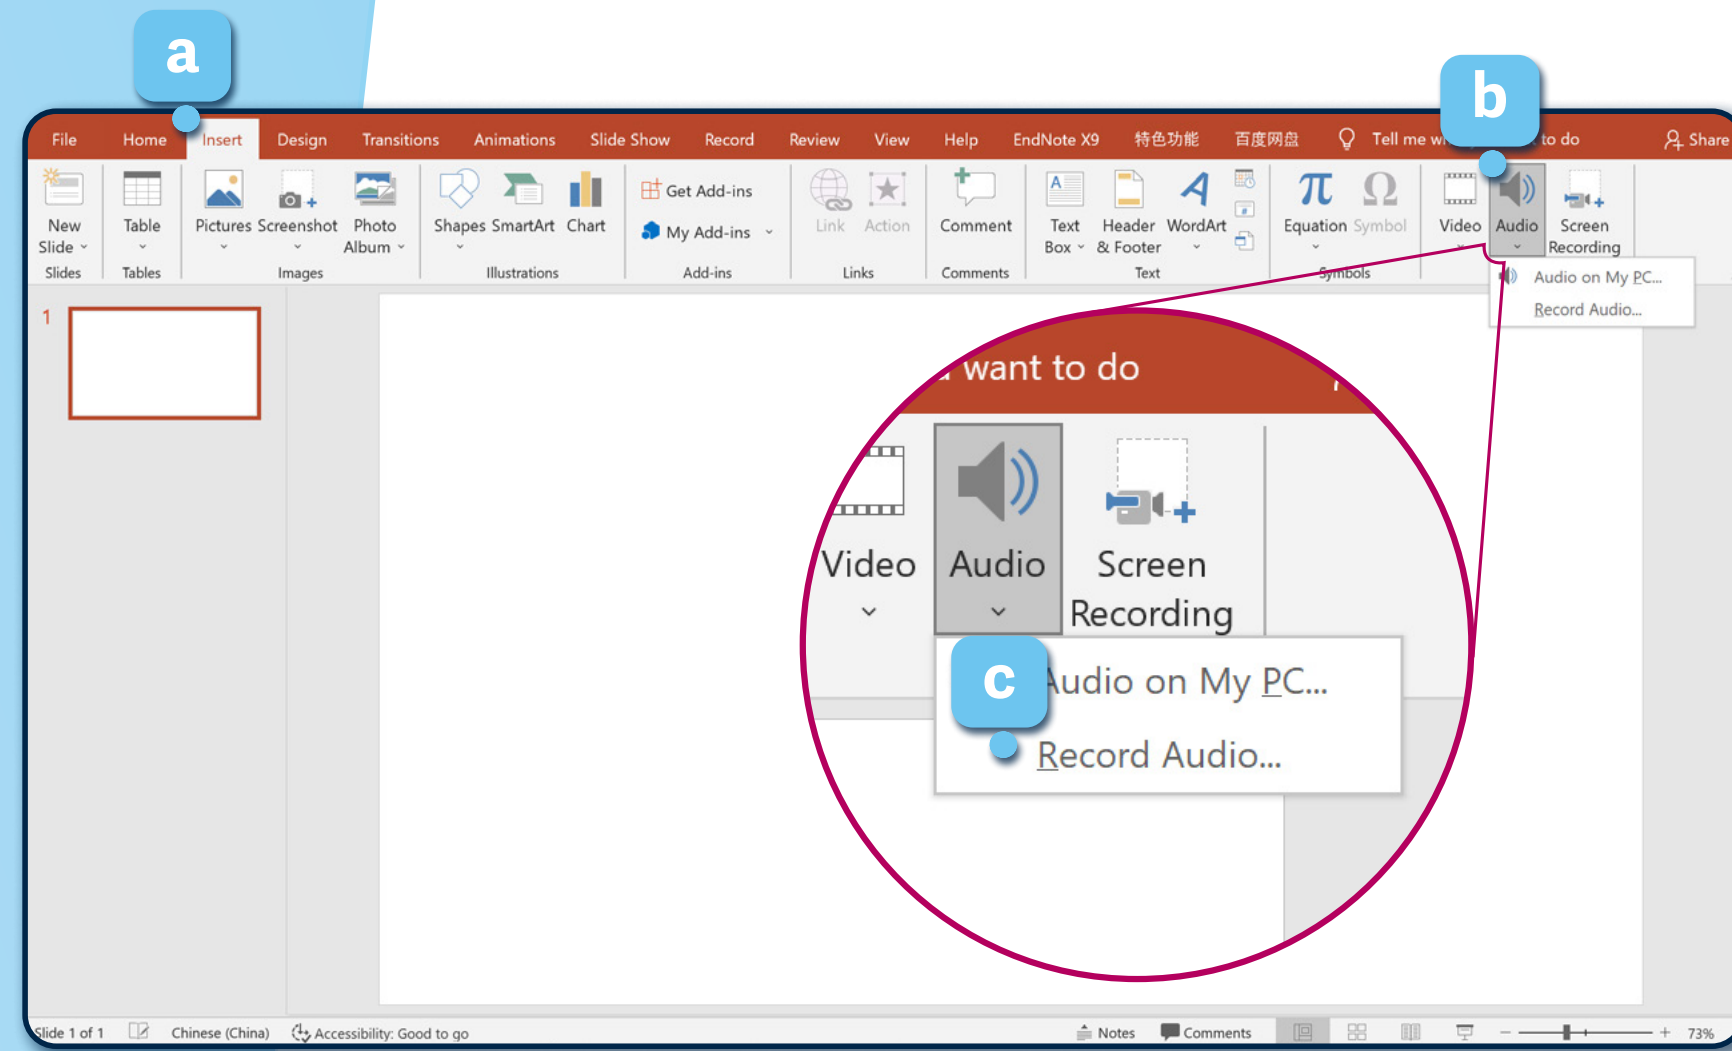 a
b
File Home Insert Design Transitions Animations Slide Show Record Review View Help EndNote X9 特色功能 百度网盘 Tell me to do Share
New Slide
Table
Pictures
Screenshot
Photo Album
Shapes
SmartArt
Chart
Get Add-ins
My Add-ins
Link
Action
Comment
A
Text Box
Header & Footer
A
WordArt
π
Equation
Ω
Symbol
Video
Audio
Screen Recording
Slides Tables Images Illustrations Add-ins Links Comments Text Symbols
Audio on My PC...
Record Audio...
1
want to do
Video
Audio
Screen
Recording
c
Audio on My PC...
Record Audio...
Slide 1 of 1 Chinese (China) Accessibility: Good to go Notes Comments 73%